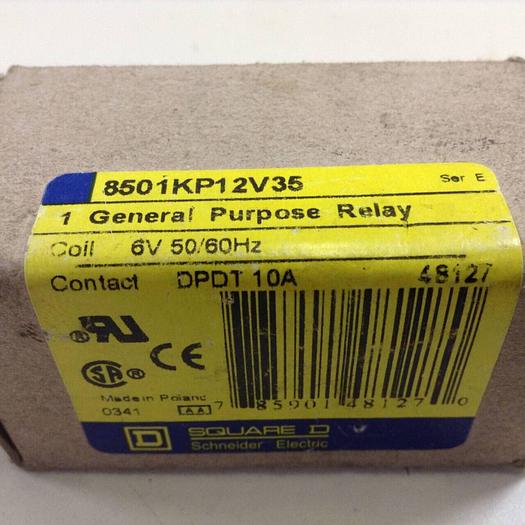 8501KP12V35 Ser E
1 General Purpose Relay
Coil 6V 50/60Hz
Contact DPDT 10A 48127
Made in Poland
0341 AA
7 85901 48127 0
SQUARE D
Schneider Electric